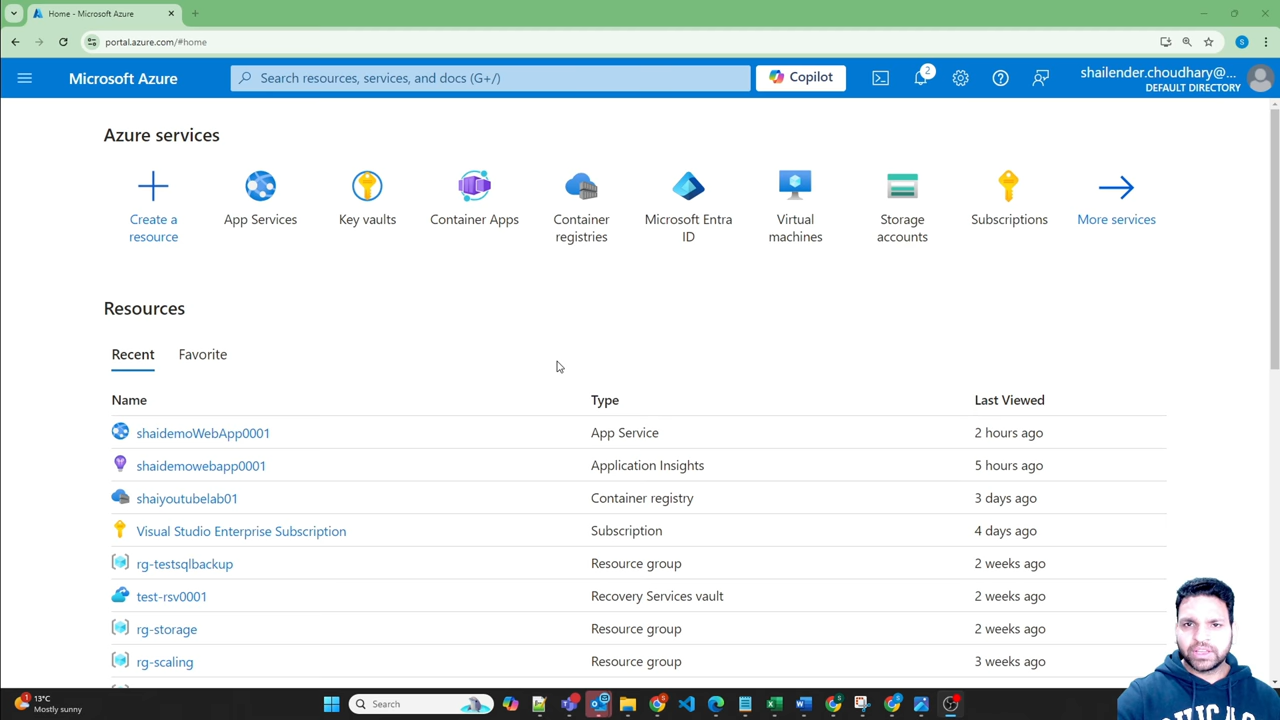 Home - Microsoft Azure
portal.azure.com/#home
Microsoft Azure
Search resources, services, and docs (G+/)
Copilot
2
shailender.choudhary@...
DEFAULT DIRECTORY
S
Azure services
Create a
resource
App Services
Key vaults
Container Apps
Container
registries
Microsoft Entra
ID
Virtual
machines
Storage
accounts
Subscriptions
More services
Resources
Recent
Favorite
Name
Type
Last Viewed
shaidemoWebApp0001
App Service
2 hours ago
shaidemowebapp0001
Application Insights
5 hours ago
shaiyoutubelab01
Container registry
3 days ago
Visual Studio Enterprise Subscription
Subscription
4 days ago
rg-testsqlbackup
Resource group
2 weeks ago
test-rsv0001
Recovery Services vault
2 weeks ago
rg-storage
Resource group
2 weeks ago
rg-scaling
Resource group
3 weeks ago
1
13°C
Mostly sunny
Search